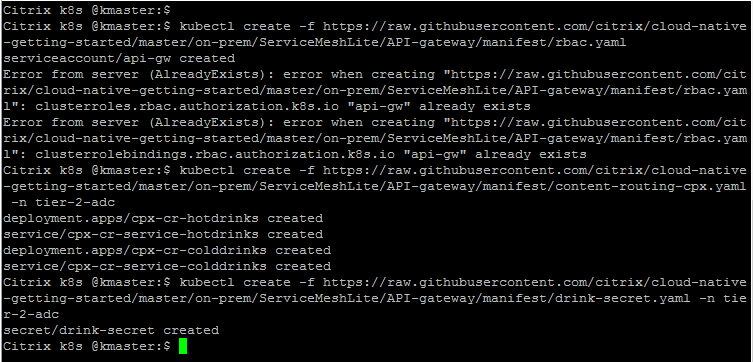 Citrix k8s @kmaster:$
Citrix k8s @kmaster:$ kubectl create -f https://raw.githubusercontent.com/citrix/cloud-native
-getting-started/master/on-prem/ServiceMeshLite/API-gateway/manifest/rbac.yaml
serviceaccount/api-gw created
Error from server (AlreadyExists): error when creating "https://raw.githubusercontent.com/cit
rix/cloud-native-getting-started/master/on-prem/ServiceMeshLite/API-gateway/manifest/rbac.yam
l": clusterroles.rbac.authorization.k8s.io "api-gw" already exists
Error from server (AlreadyExists): error when creating "https://raw.githubusercontent.com/cit
rix/cloud-native-getting-started/master/on-prem/ServiceMeshLite/API-gateway/manifest/rbac.yam
l": clusterrolebindings.rbac.authorization.k8s.io "api-gw" already exists
Citrix k8s @kmaster:$ kubectl create -f https://raw.githubusercontent.com/citrix/cloud-native
-getting-started/master/on-prem/ServiceMeshLite/API-gateway/manifest/content-routing-cpx.yaml
 -n tier-2-adc
deployment.apps/cpx-cr-hotdrinks created
service/cpx-cr-service-hotdrinks created
deployment.apps/cpx-cr-colddrinks created
service/cpx-cr-service-colddrinks created
Citrix k8s @kmaster:$ kubectl create -f https://raw.githubusercontent.com/citrix/cloud-native
-getting-started/master/on-prem/ServiceMeshLite/API-gateway/manifest/drink-secret.yaml -n tie
r-2-adc
secret/drink-secret created
Citrix k8s @kmaster:$